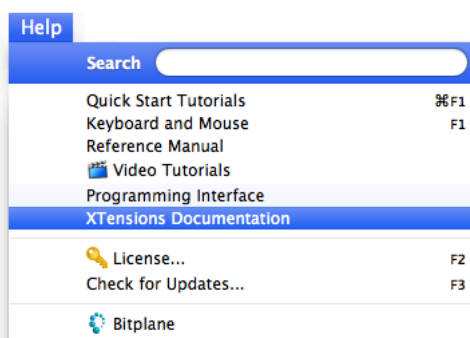 Help
Search
Quick Start Tutorials ⌘F1
Keyboard and Mouse F1
Reference Manual
Video Tutorials
Programming Interface
XTensions Documentation
License... F2
Check for Updates... F3
Bitplane